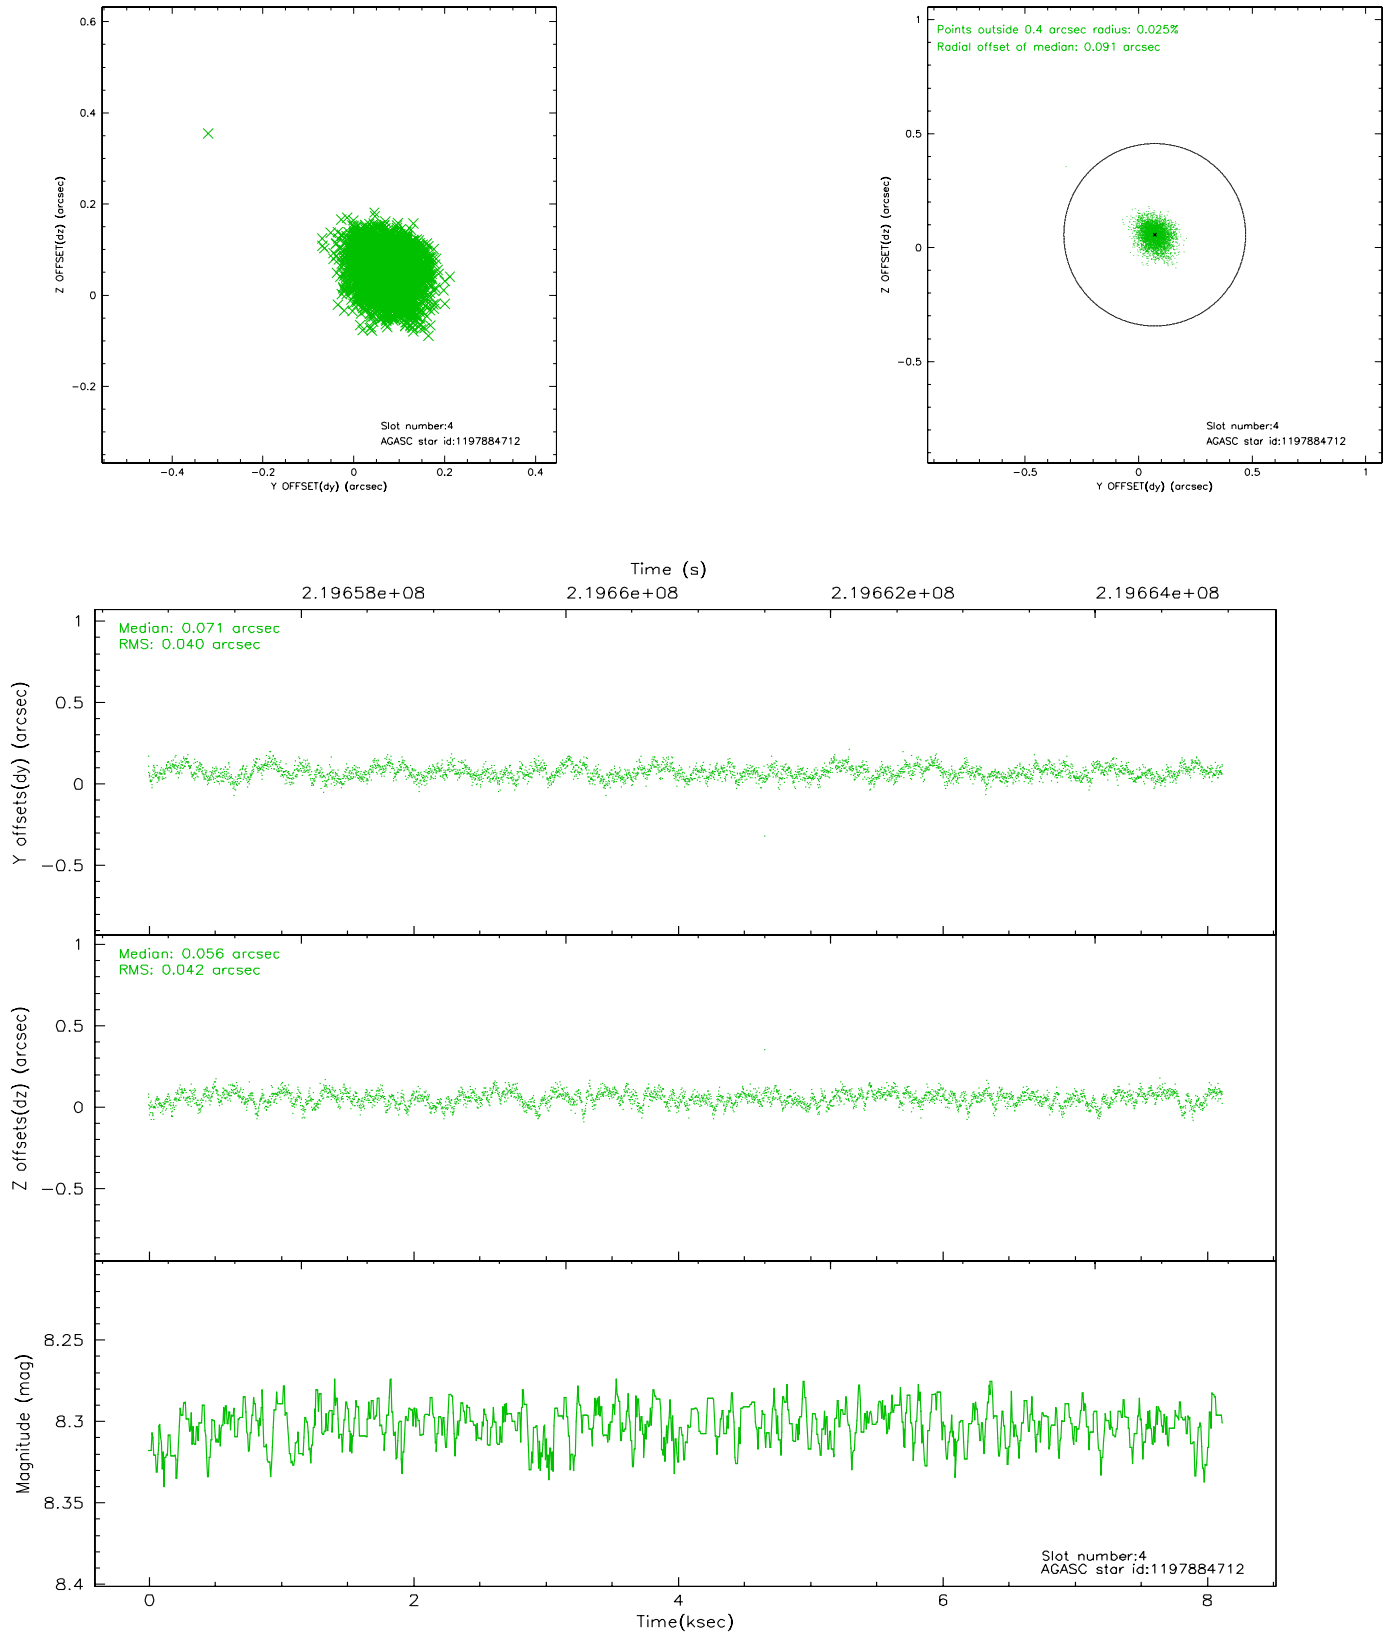 0.6
0.4
0.2
0
−0.2
Z OFFSET(dz) (arcsec)
−0.4 −0.2 0 0.2 0.4
Y OFFSET(dy) (arcsec)
Slot number:4
AGASC star id:1197884712
Points outside 0.4 arcsec radius: 0.025%
Radial offset of median: 0.091 arcsec
1
0.5
0
−0.5
Z OFFSET(dz) (arcsec)
−0.5 0 0.5 1
Y OFFSET(dy) (arcsec)
Slot number:4
AGASC star id:1197884712
Time (s)
2.19658e+08 2.1966e+08 2.19662e+08 2.19664e+08
Median: 0.071 arcsec
RMS: 0.040 arcsec
1
0.5
0
−0.5
Y offsets(dy) (arcsec)
Median: 0.056 arcsec
RMS: 0.042 arcsec
1
0.5
0
−0.5
Z offsets(dz) (arcsec)
8.25
8.3
8.35
8.4
Magnitude (mag)
Slot number:4
AGASC star id:1197884712
0 2 4 6 8
Time(ksec)